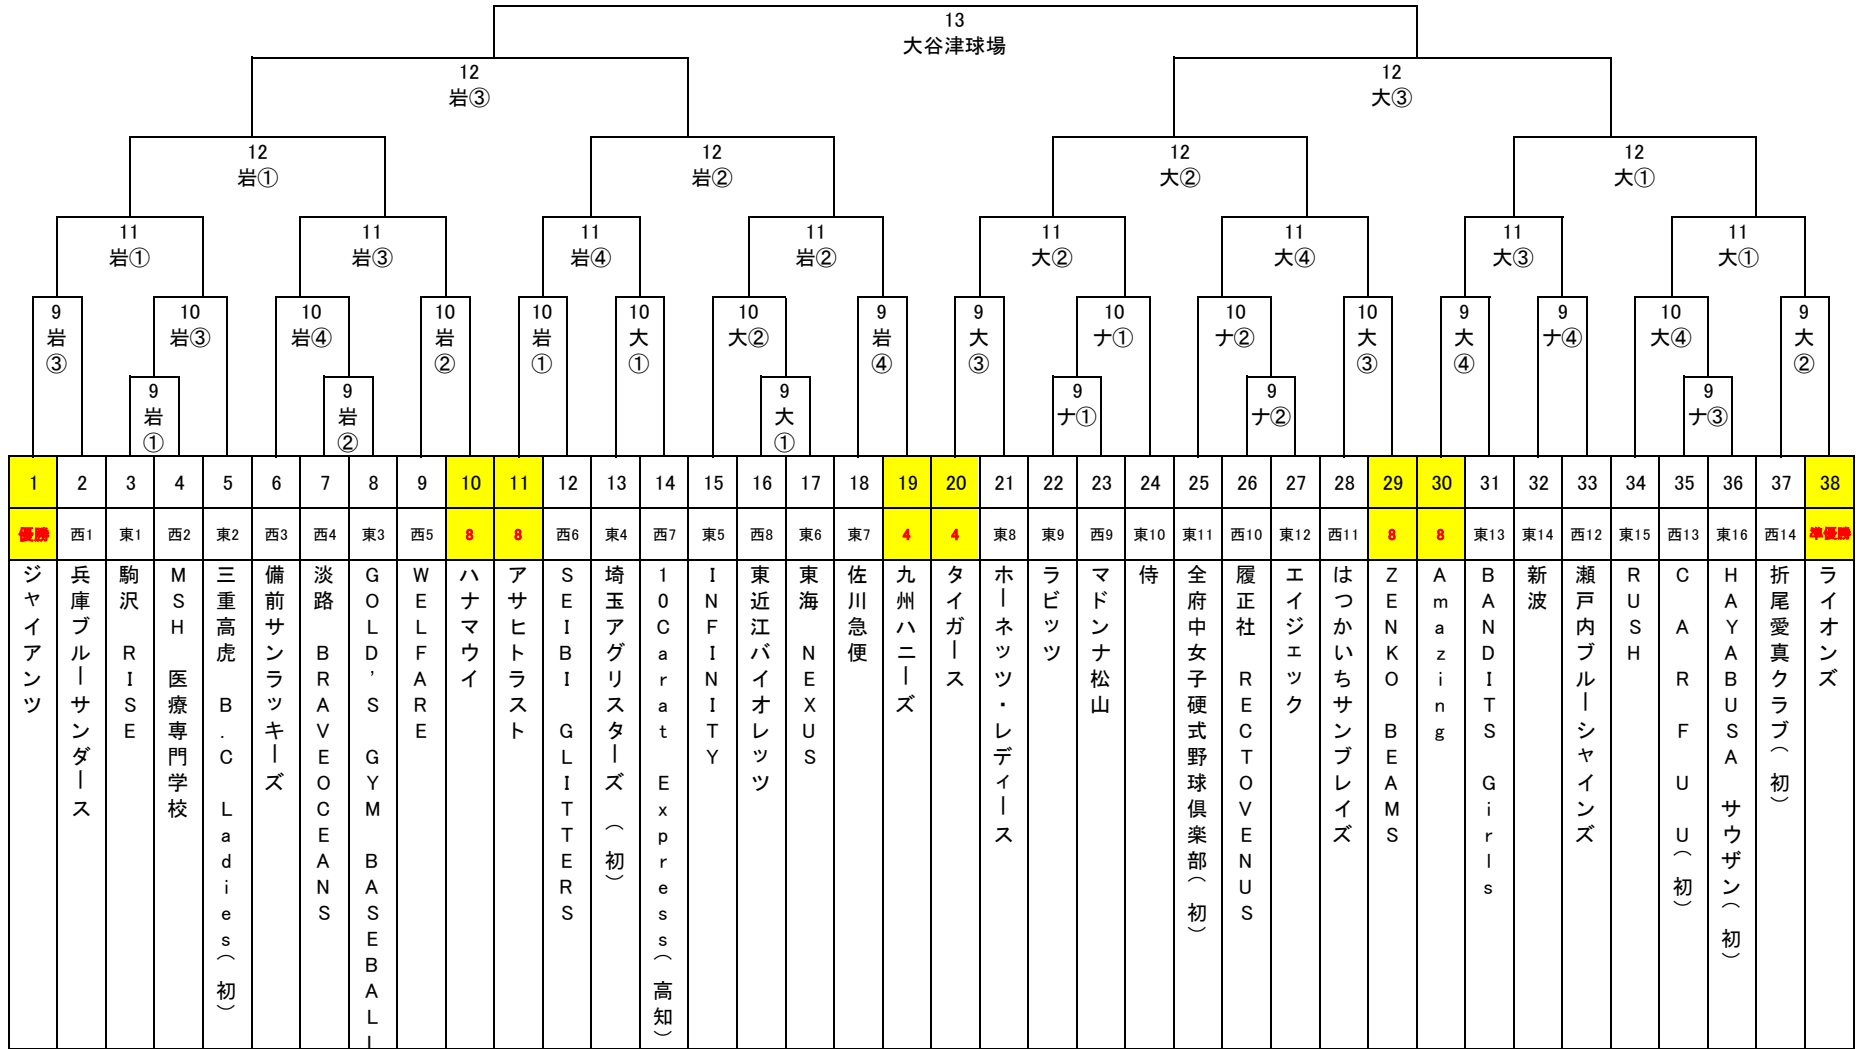 13
大谷津球場
12
岩③
12
大③
12
岩①
12
岩②
12
大②
12
大①
11
岩①
11
岩③
11
岩④
11
岩②
11
大②
11
大④
11
大③
11
大①
9
岩
③
10
岩③
10
岩④
10
岩
②
10
岩
①
10
大
①
10
大②
9
岩
④
9
大
③
10
ナ①
10
ナ②
10
大
③
9
大
④
9
ナ④
10
大④
9
大
②
9
岩
①
9
岩
②
9
大
①
9
ナ①
9
ナ②
9
ナ③
1 2 3 4 5 6 7 8 9 10 11 12 13 14 15 16 17 18 19 20 21 22 23 24 25 26 27 28 29 30 31 32 33 34 35 36 37 38
優勝 西1 東1 西2 東2 西3 西4 東3 西5 8 8 西6 東4 西7 東5 西8 東6 東7 4 4 東8 東9 西9 東10 東11 西10 東12 西11 8 8 東13 東14 西12 東15 西13 東16 西14 準優勝
ジャイアンツ
兵庫ブルーサンダース
駒沢 RISE
MSH 医療専門学校
三重高虎 B.C Ladies(初)
備前サンラッキーズ
淡路 BRAVEOCEANS
GOLD'S GYM BASEBALL
WELFARE
ハナマウイ
アサヒトラスト
SEIBI GLITTERS
埼玉アグリスターズ (初)
10Carat Express(高知)
INFINITY
東近江バイオレッツ
東海 NEXUS
佐川急便
九州ハニーズ
タイガース
ホーネッツ・レディース
ラビッツ
マドンナ松山
侍
全府中女子硬式野球倶楽部(初)
履正社 RECTOVENUS
エイジェック
はつかいちサンブレイズ
ZENKO BEAMS
Amazing
BANDITS Girls
新波
瀬戸内ブルーシャインズ
RUSH
C A R F U U(初)
HAYABUSA サウザン(初)
折尾愛真クラブ(初)
ライオンズ